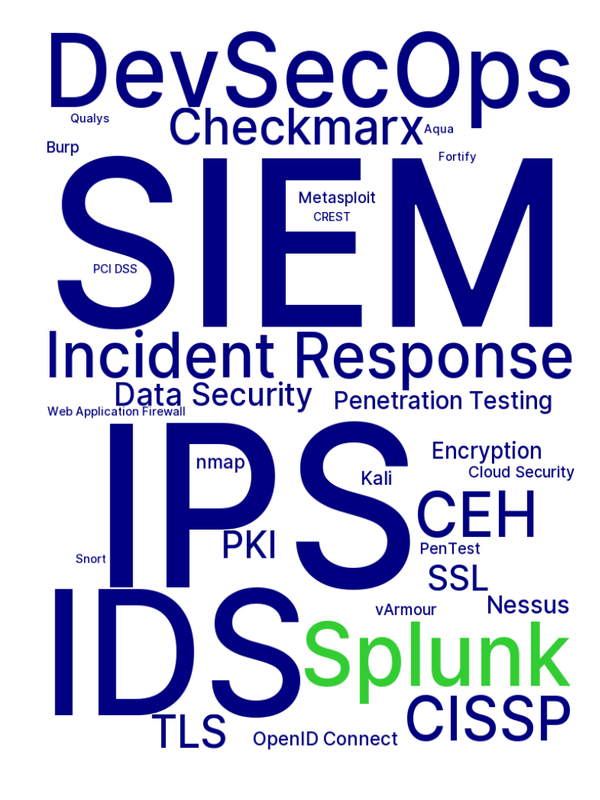 DevSecOps
Qualys
Checkmarx
Aqua
Burp
Fortify
SIEM
Metasploit
CREST
PCI DSS
Incident Response
Data Security
Penetration Testing
Web Application Firewall
IPS
nmap
Kali
Encryption
Cloud Security
CEH
PKI
PenTest
Snort
SSL
IDS
vArmour
Nessus
Splunk
CISSP
TLS
OpenID Connect